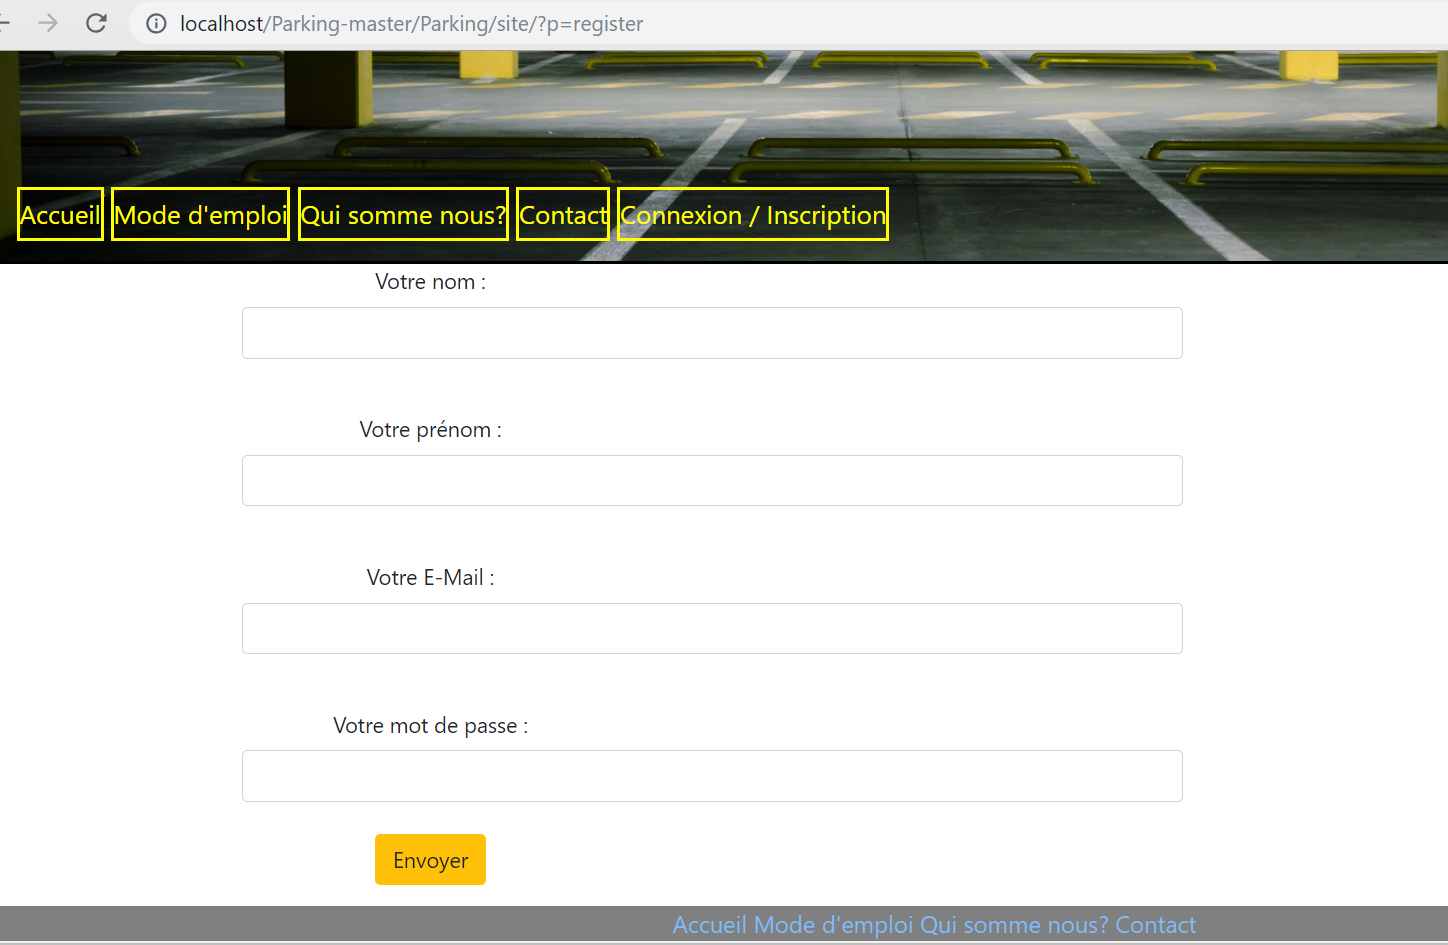 localhost/Parking-master/Parking/site/?p=register
Accueil Mode d'emploi Qui somme nous? Contact Connexion / Inscription
Votre nom :
Votre prénom :
Votre E-Mail :
Votre mot de passe :
Envoyer
Accueil Mode d'emploi Qui somme nous? Contact